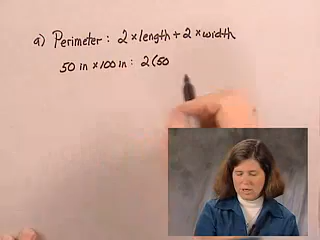 a) Perimeter: 2×length + 2×width
50 in × 100 in: 2(50